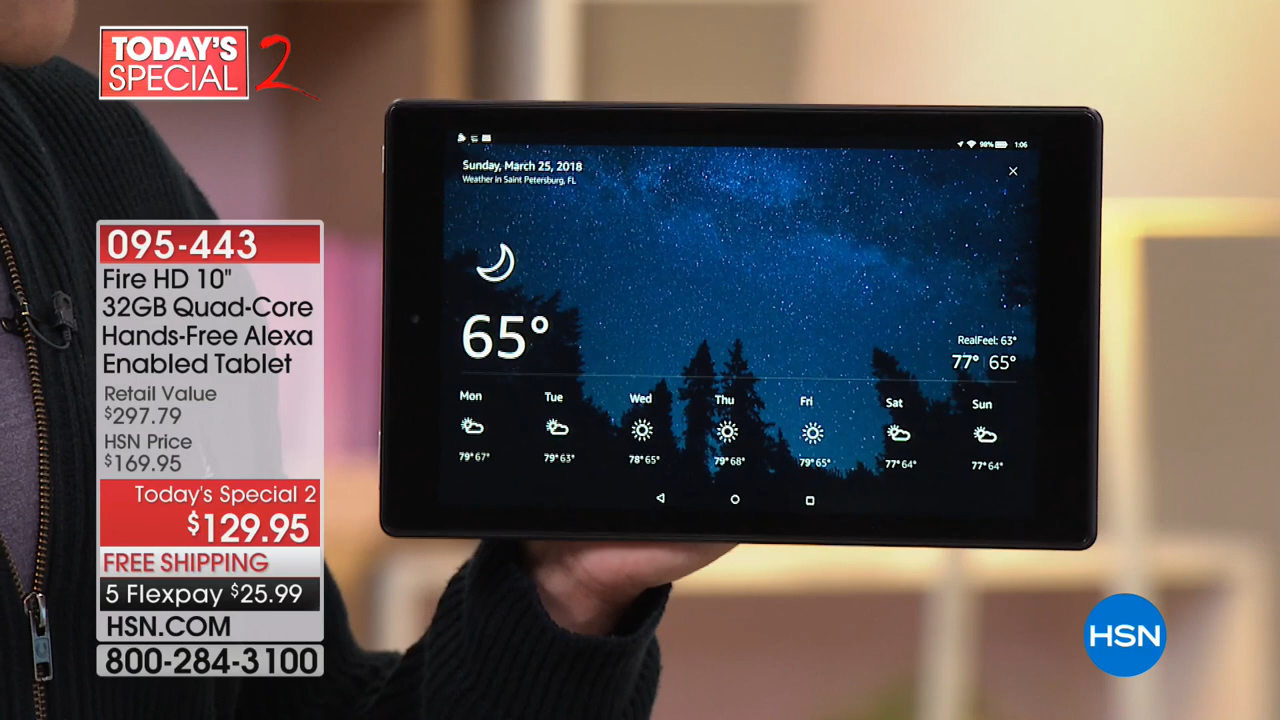 TODAY'S
SPECIAL 2
095-443
Fire HD 10"
32GB Quad-Core
Hands-Free Alexa
Enabled Tablet
Retail Value
$297.79
HSN Price
$169.95
Today's Special 2
$129.95
FREE SHIPPING
5 Flexpay $25.99
HSN.COM
800-284-3100
98% 1:06
Sunday, March 25, 2018
Weather in Saint Petersburg, FL
65°
RealFeel: 63°
77° | 65°
Mon Tue Wed Thu Fri Sat Sun
79° 67° 79° 63° 78° 65° 79° 68° 79° 65° 77° 64° 77° 64°
HSN